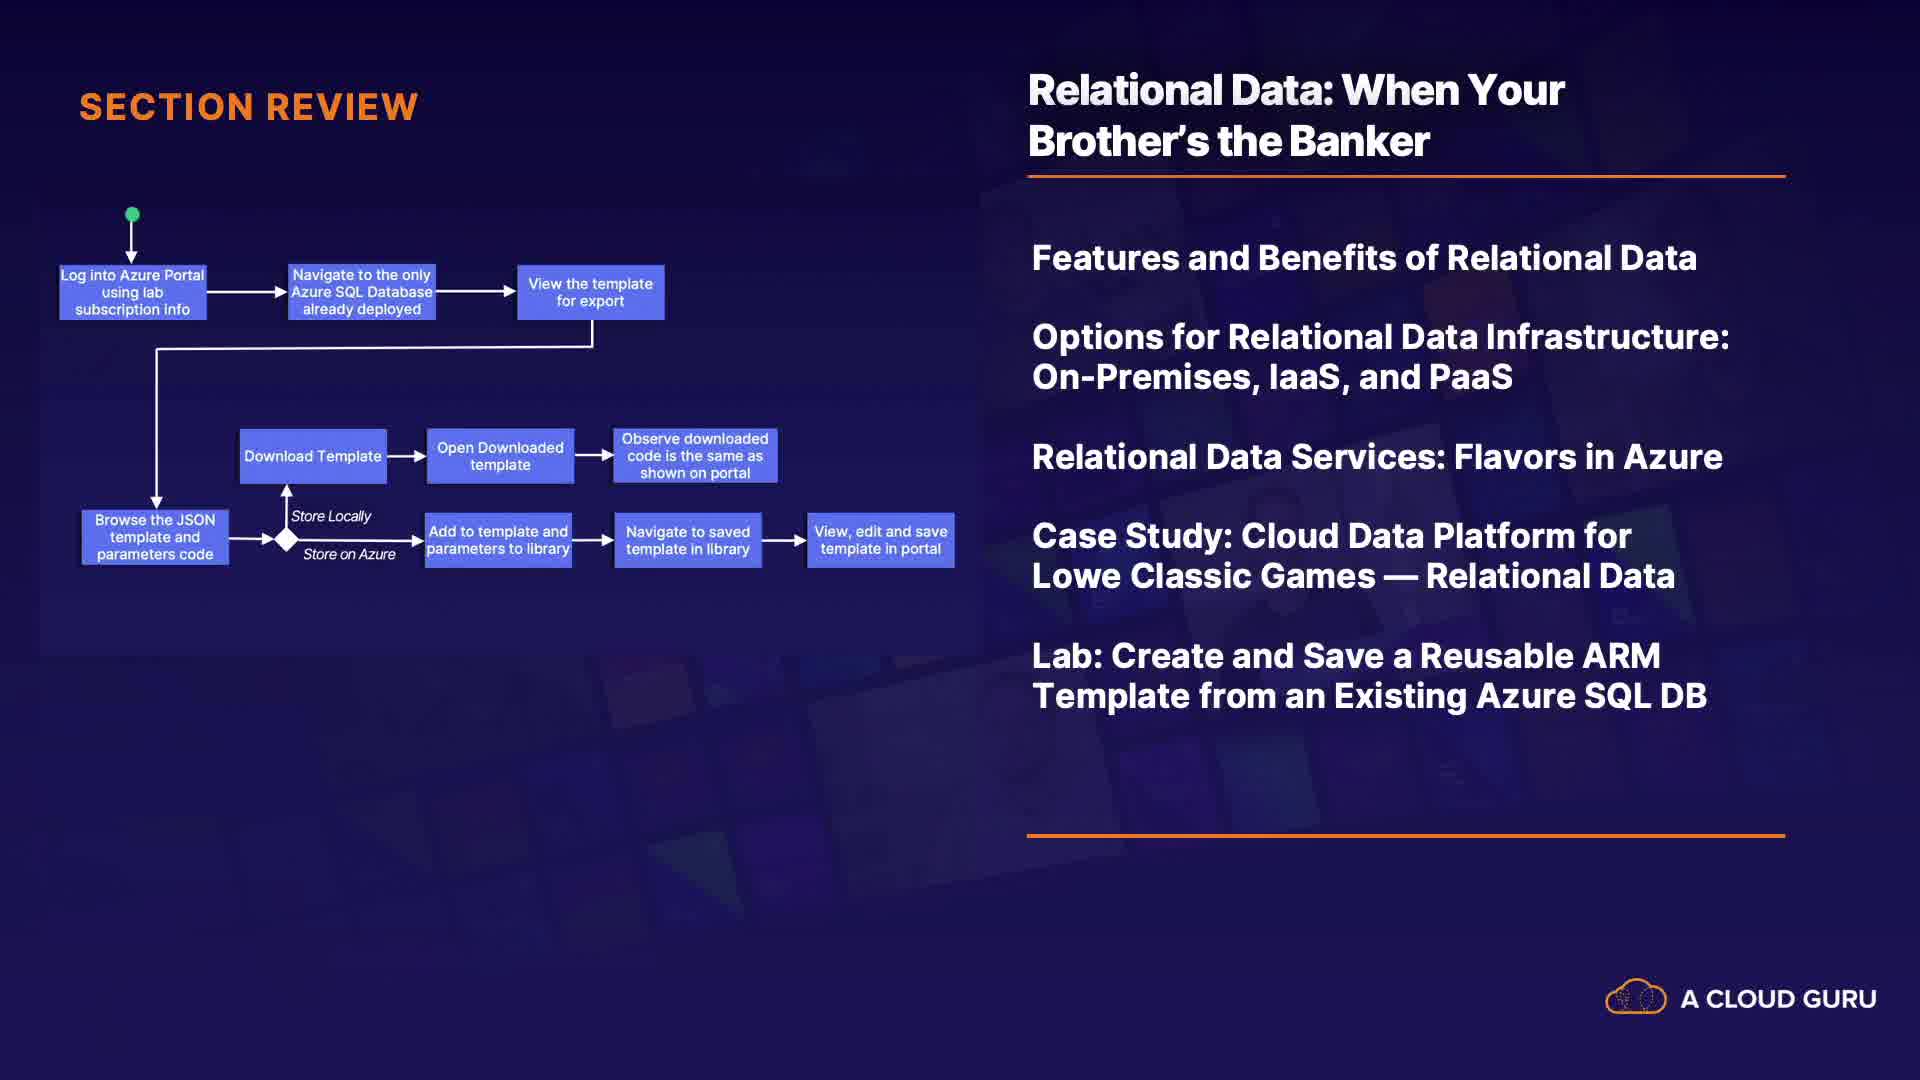 SECTION REVIEW
Log into Azure Portal
using lab
subscription info
Navigate to the only
Azure SQL Database
already deployed
View the template
for export
Download Template
Open Downloaded
template
Observe downloaded
code is the same as
shown on portal
Browse the JSON
template and
parameters code
Store Locally
Store on Azure
Add to template and
parameters to library
Navigate to saved
template in library
View, edit and save
template in portal
Relational Data: When Your
Brother's the Banker
Features and Benefits of Relational Data
Options for Relational Data Infrastructure:
On-Premises, IaaS, and PaaS
Relational Data Services: Flavors in Azure
Case Study: Cloud Data Platform for
Lowe Classic Games — Relational Data
Lab: Create and Save a Reusable ARM
Template from an Existing Azure SQL DB
A CLOUD GURU